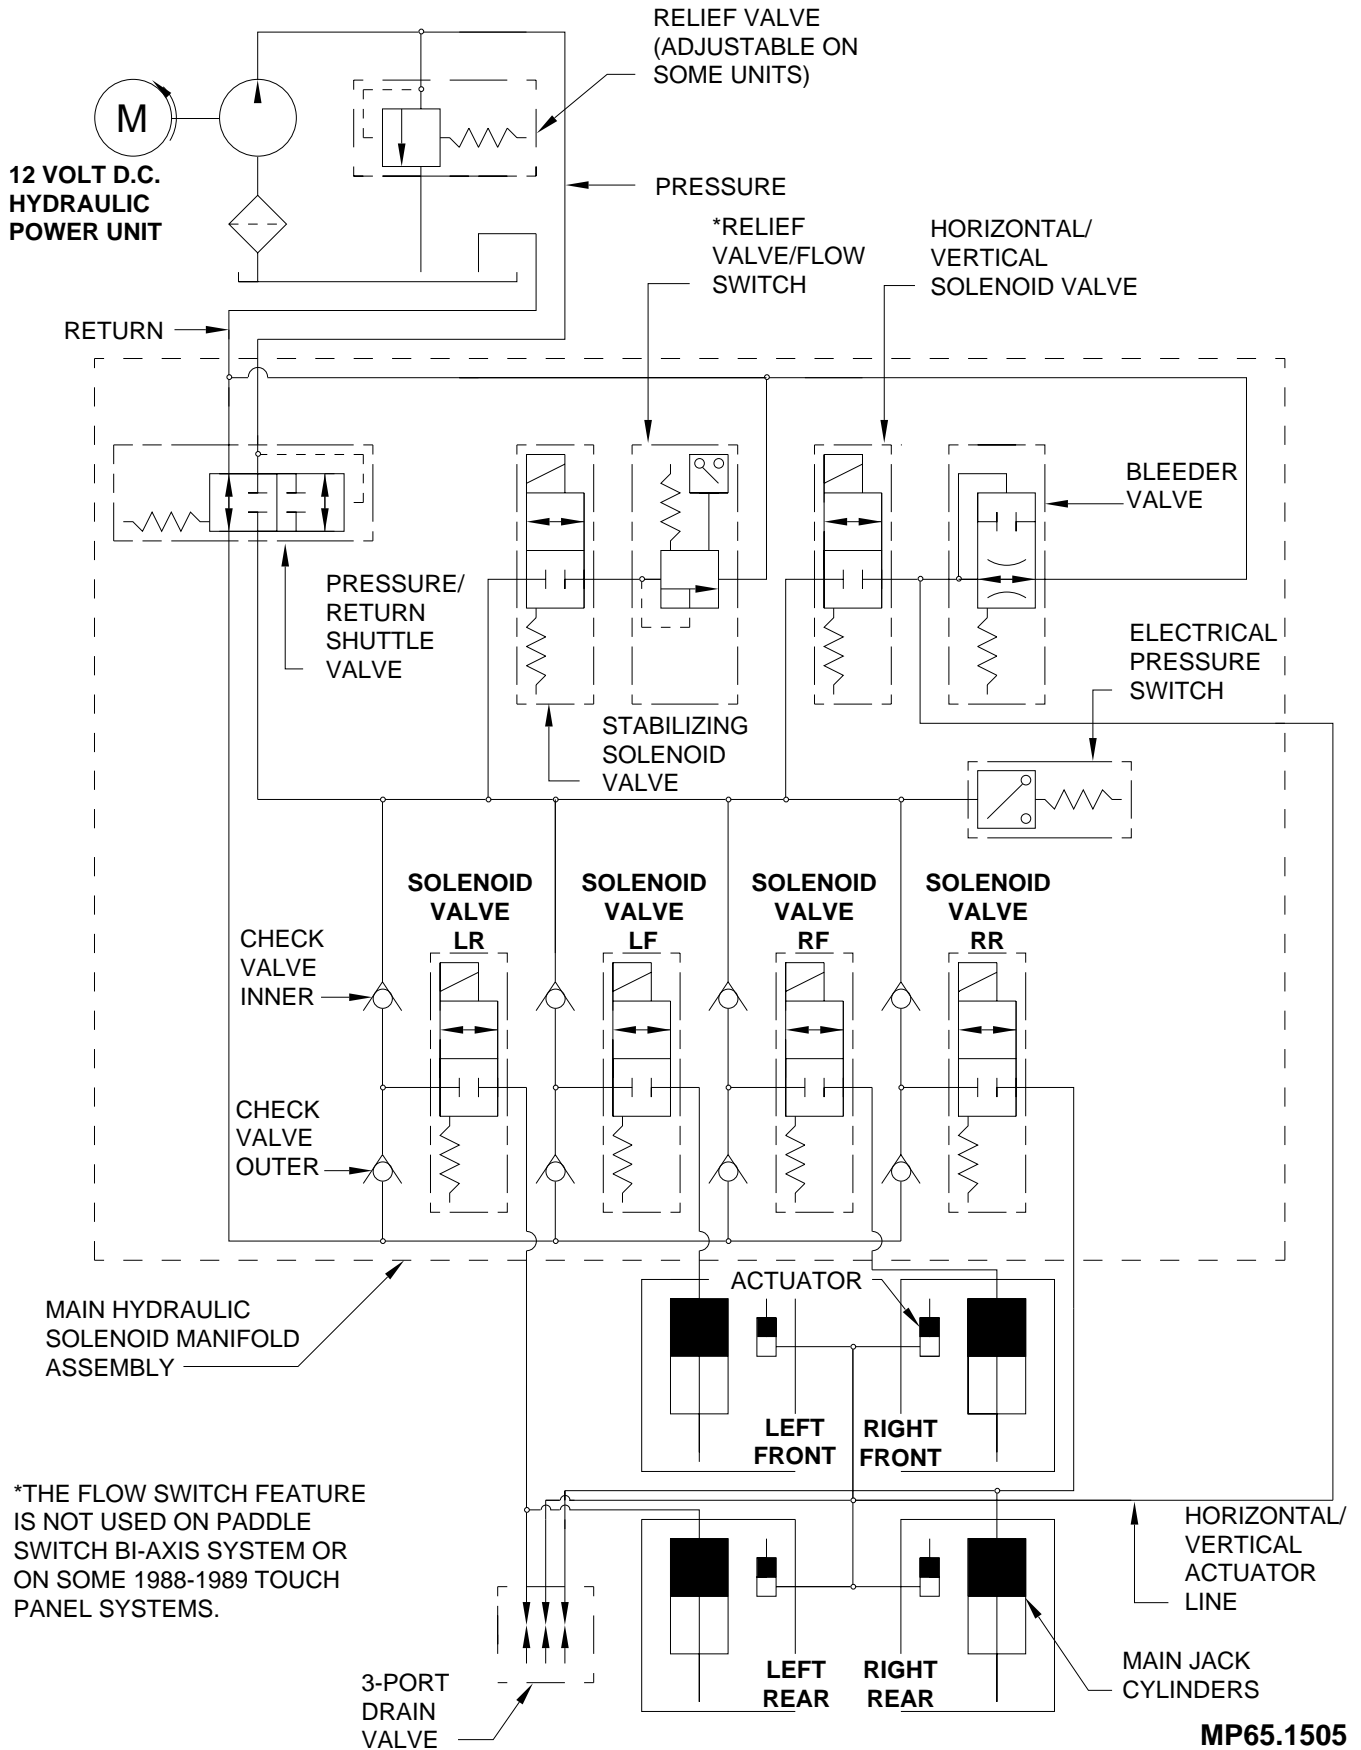 RELIEF VALVE
(ADJUSTABLE ON
SOME UNITS)
M
12 VOLT D.C.
HYDRAULIC
POWER UNIT
PRESSURE
*RELIEF
VALVE/FLOW
SWITCH
HORIZONTAL/
VERTICAL
SOLENOID VALVE
RETURN
BLEEDER
VALVE
PRESSURE/
RETURN
SHUTTLE
VALVE
ELECTRICAL
PRESSURE
SWITCH
STABILIZING
SOLENOID
VALVE
SOLENOID
VALVE
LR
SOLENOID
VALVE
LF
SOLENOID
VALVE
RF
SOLENOID
VALVE
RR
CHECK
VALVE
INNER
CHECK
VALVE
OUTER
ACTUATOR
MAIN HYDRAULIC
SOLENOID MANIFOLD
ASSEMBLY
LEFT
FRONT
RIGHT
FRONT
*THE FLOW SWITCH FEATURE
IS NOT USED ON PADDLE
SWITCH BI-AXIS SYSTEM OR
ON SOME 1988-1989 TOUCH
PANEL SYSTEMS.
HORIZONTAL/
VERTICAL
ACTUATOR
LINE
LEFT
REAR
RIGHT
REAR
MAIN JACK
CYLINDERS
3-PORT
DRAIN
VALVE
MP65.1505